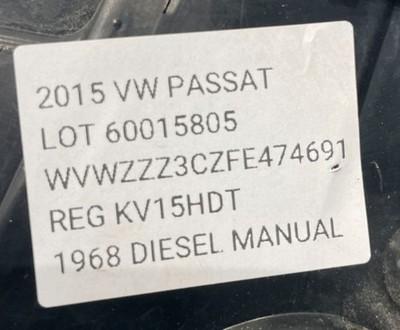 2015 VW PASSAT
LOT 60015805
WVWZZZ3CZFE474691
REG KV15HDT
1968 DIESEL MANUAL